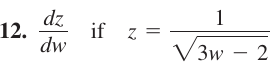 12. dz/dw if z = 1/√(3w − 2)